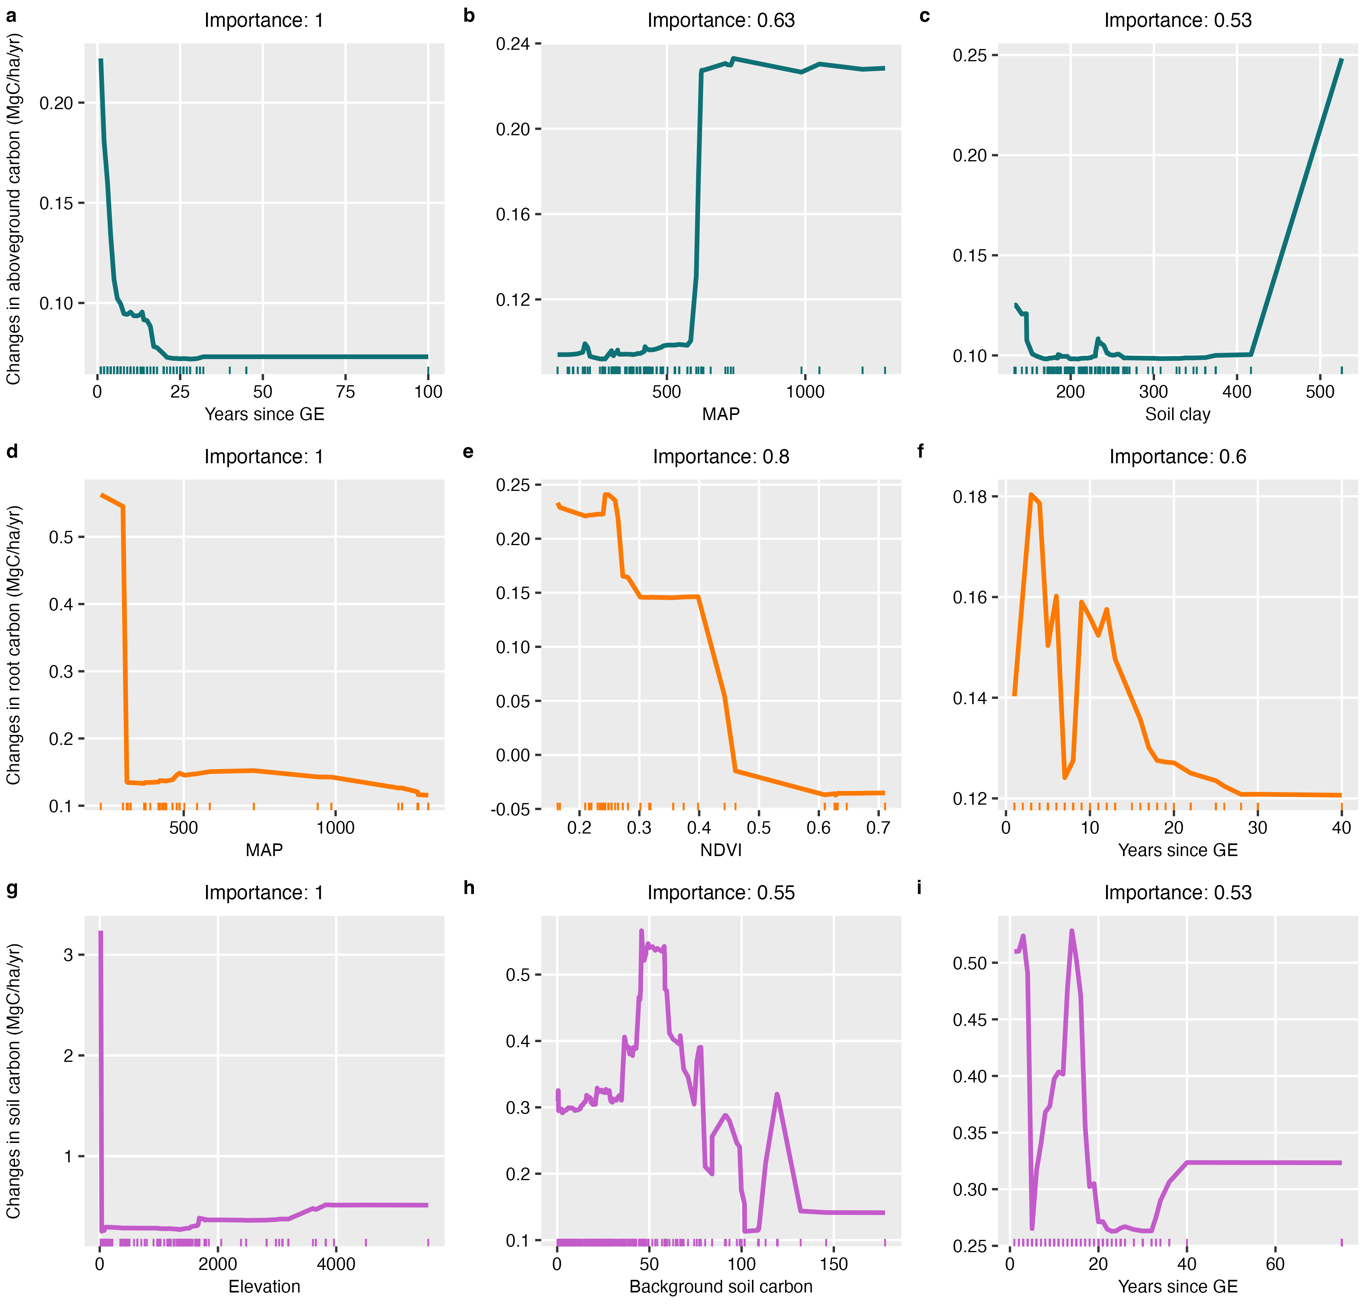 a
Importance: 1
Changes in aboveground carbon (MgC/ha/yr)
0.20
0.15
0.10
0 25 50 75 100
Years since GE
b
Importance: 0.63
0.24
0.20
0.16
0.12
500 1000
MAP
c
Importance: 0.53
0.25
0.20
0.15
0.10
200 300 400 500
Soil clay
d
Importance: 1
Changes in root carbon (MgC/ha/yr)
0.5
0.4
0.3
0.2
0.1
500 1000
MAP
e
Importance: 0.8
0.25
0.20
0.15
0.10
0.05
0.00
-0.05
0.2 0.3 0.4 0.5 0.6 0.7
NDVI
f
Importance: 0.6
0.18
0.16
0.14
0.12
0 10 20 30 40
Years since GE
g
Importance: 1
Changes in soil carbon (MgC/ha/yr)
3
2
1
0 2000 4000
Elevation
h
Importance: 0.55
0.5
0.4
0.3
0.2
0.1
0 50 100 150
Background soil carbon
i
Importance: 0.53
0.50
0.45
0.40
0.35
0.30
0.25
0 20 40 60
Years since GE